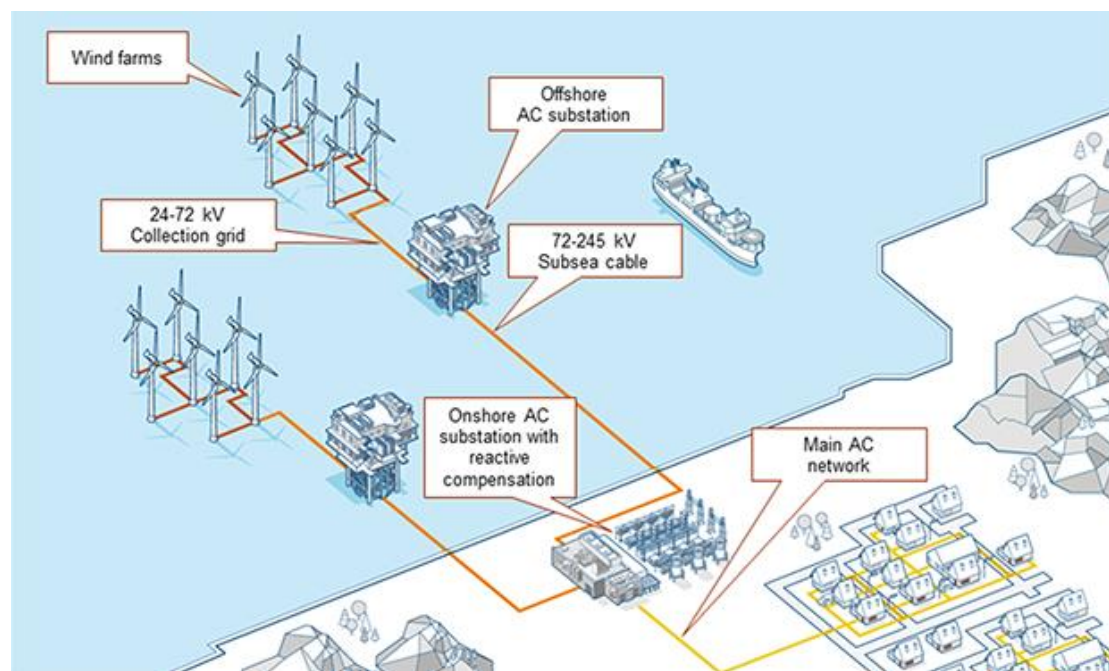 Wind farms
Offshore
AC substation
24-72 kV
Collection grid
72-245 kV
Subsea cable
Onshore AC
substation with
reactive
compensation
Main AC
network